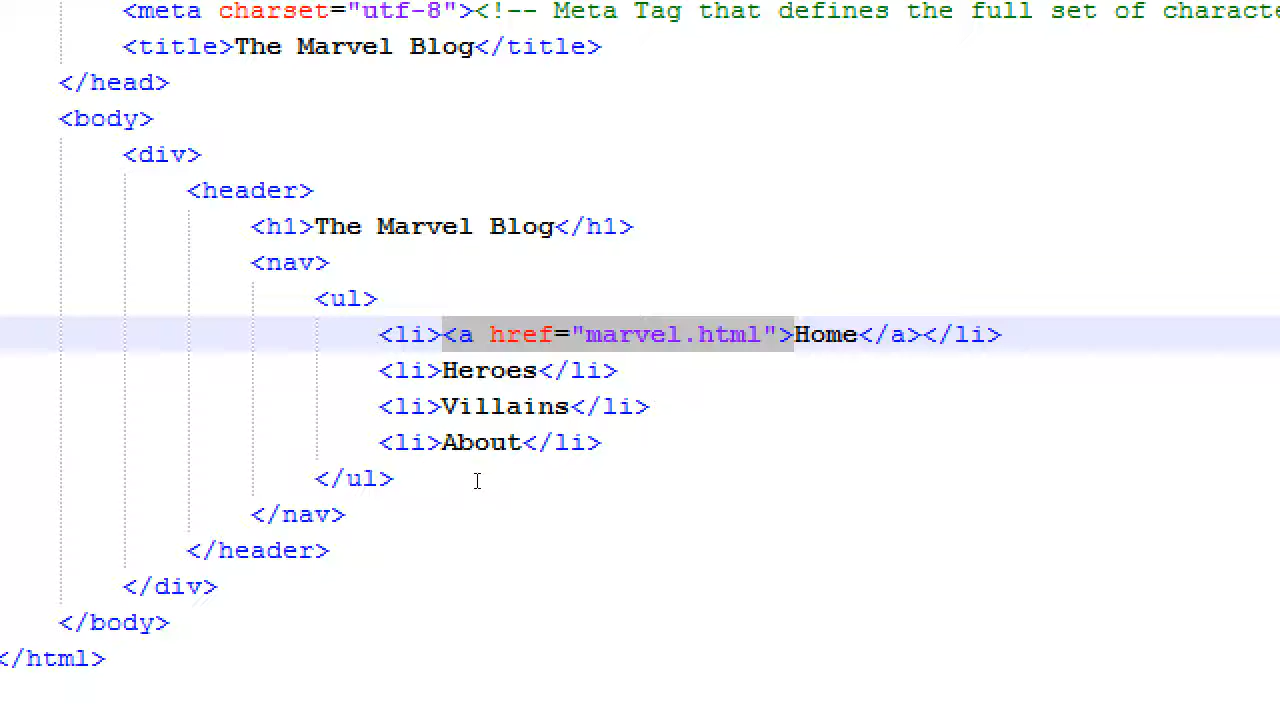 <meta charset="utf-8"><!-- Meta Tag that defines the full set of characte
<title>The Marvel Blog</title>
</head>
<body>
<div>
<header>
<h1>The Marvel Blog</h1>
<nav>
<ul>
<li><a href="marvel.html">Home</a></li>
<li>Heroes</li>
<li>Villains</li>
<li>About</li>
</ul>
</nav>
</header>
</div>
</body>
</html>